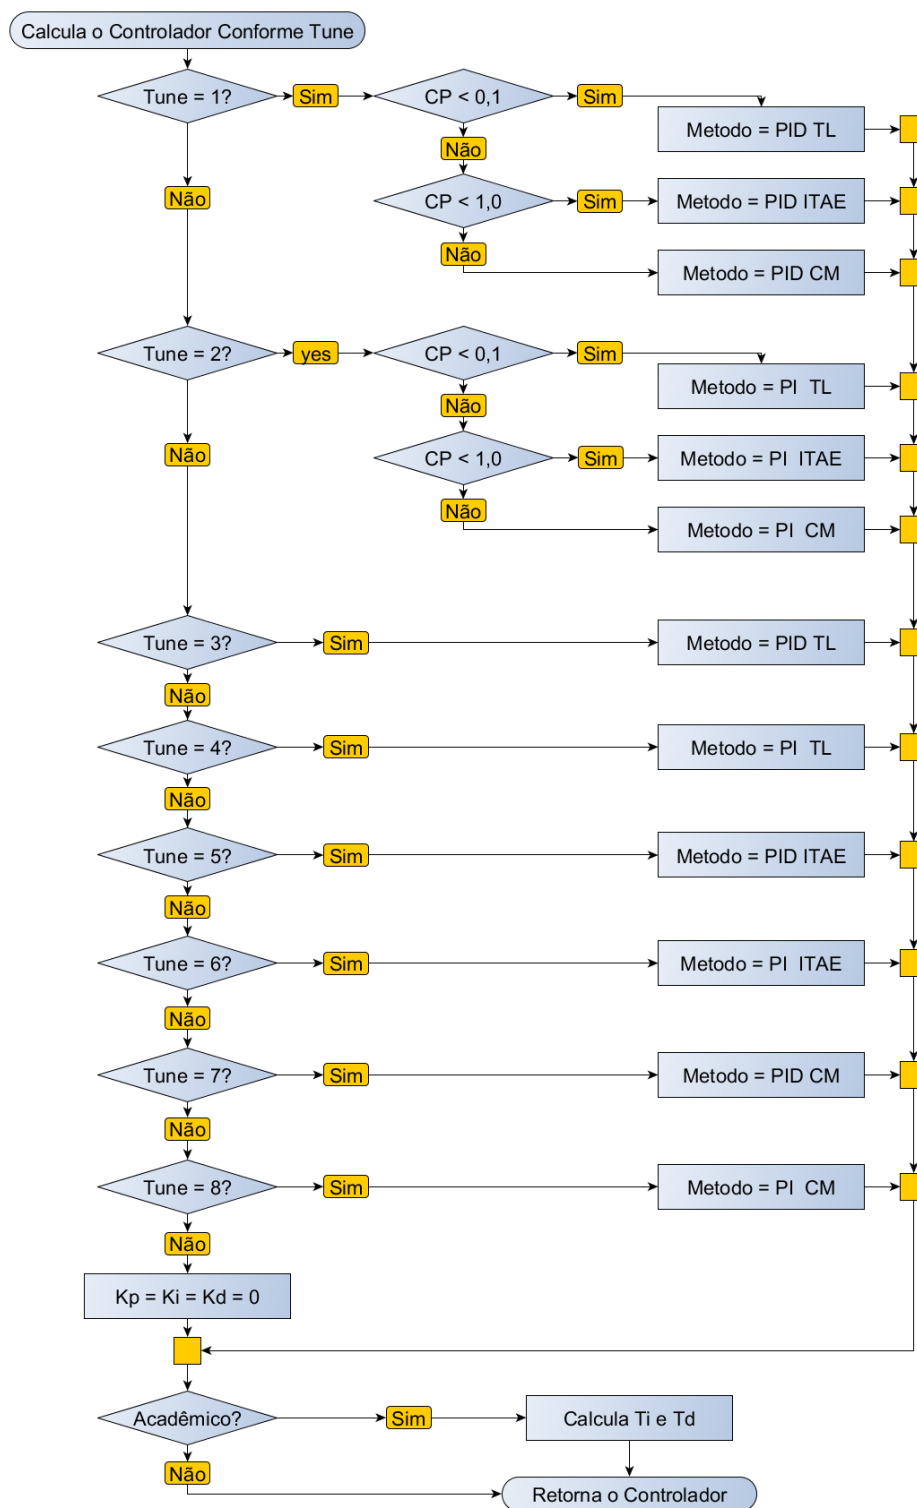 Calcula o Controlador Conforme Tune
Tune = 1?
Sim
CP < 0,1
Sim
Metodo = PID TL
Não
Não
CP < 1,0
Sim
Metodo = PID ITAE
Não
Metodo = PID CM
Tune = 2?
yes
CP < 0,1
Sim
Metodo = PI TL
Não
Não
CP < 1,0
Sim
Metodo = PI ITAE
Não
Metodo = PI CM
Tune = 3?
Sim
Metodo = PID TL
Não
Tune = 4?
Sim
Metodo = PI TL
Não
Tune = 5?
Sim
Metodo = PID ITAE
Não
Tune = 6?
Sim
Metodo = PI ITAE
Não
Tune = 7?
Sim
Metodo = PID CM
Não
Tune = 8?
Sim
Metodo = PI CM
Não
Kp = Ki = Kd = 0
Acadêmico?
Sim
Calcula Ti e Td
Não
Retorna o Controlador